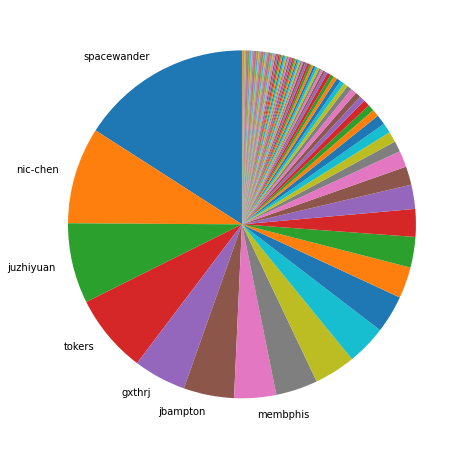 spacewander
nic-chen
juzhiyuan
tokers
gxthrj
jbampton
membphis